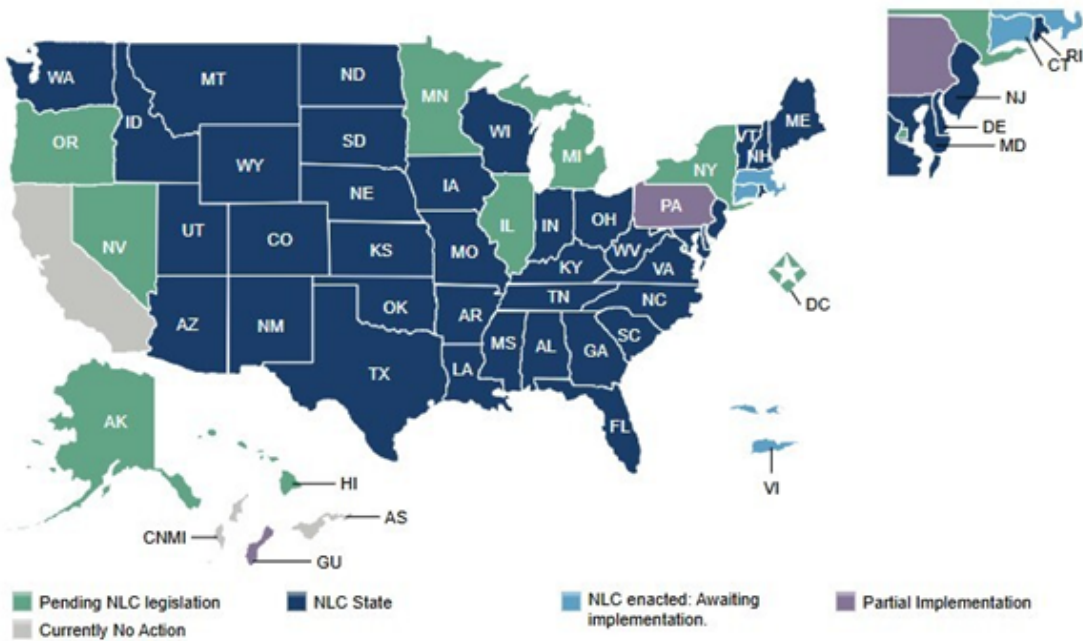 WA
MT
ND
MN
OR
ID
SD
WI
MI
NY
VT
NH
ME
WY
NV
UT
CO
NE
IA
IL
IN
OH
PA
KS
MO
KY
WV
VA
AZ
NM
OK
AR
TN
NC
TX
LA
MS
AL
GA
SC
FL
RI
CT
NJ
DE
MD
DC
VI
AK
HI
AS
CNMI
GU
Pending NLC legislation
NLC State
NLC enacted: Awaiting
implementation.
Partial Implementation
Currently No Action